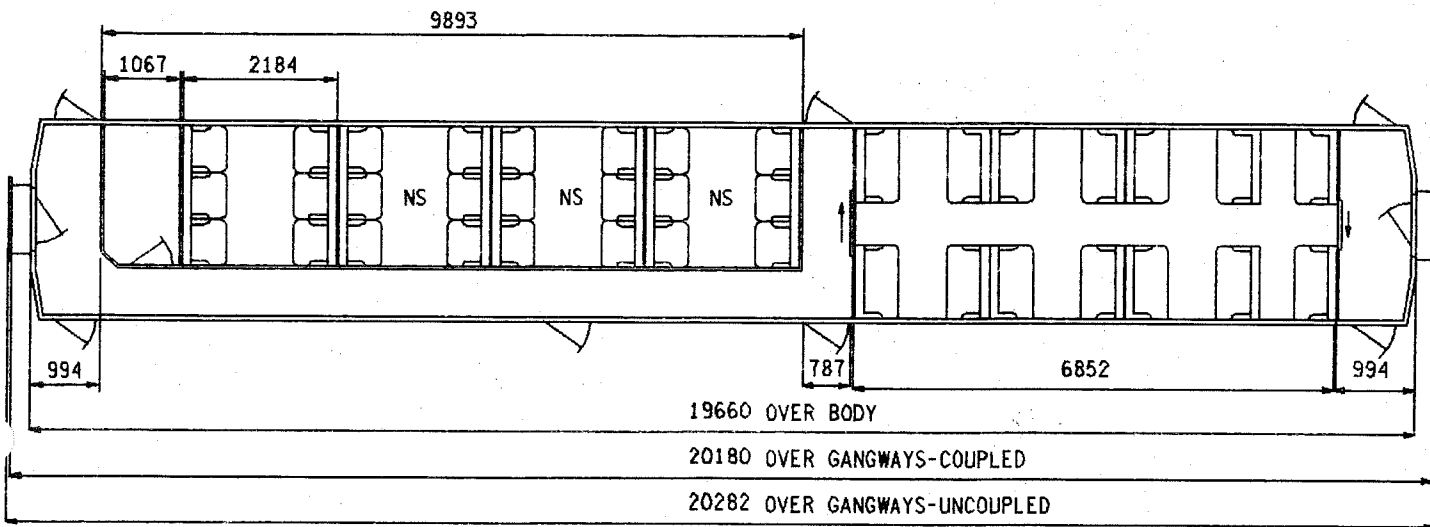 9893
1067 2184
NS NS NS
994 787 6852 994
19660 OVER BODY
20180 OVER GANGWAYS-COUPLED
20282 OVER GANGWAYS-UNCOUPLED